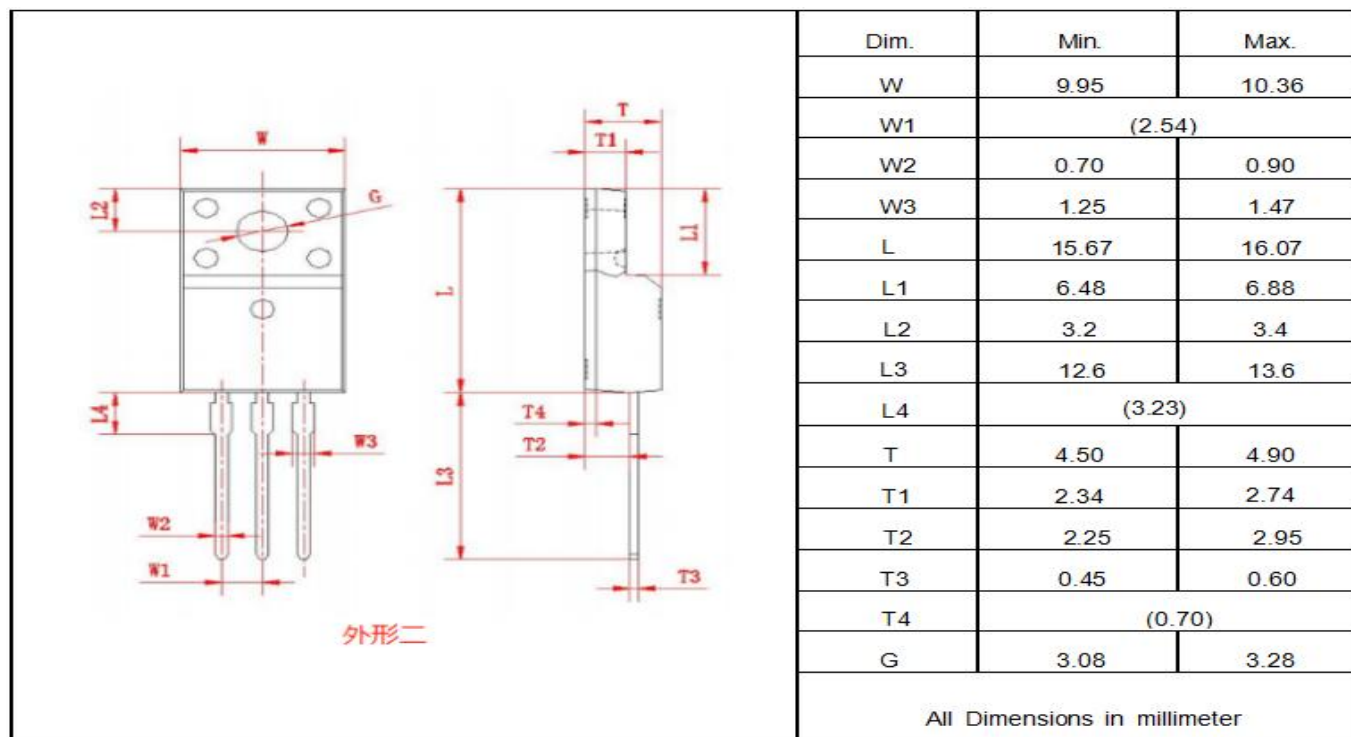 W
G
L2
L
L4
W3
W2
W1
外形二
T
T1
L1
T4
T2
L3
T3
Dim. Min. Max.
W 9.95 10.36
W1 (2.54)
W2 0.70 0.90
W3 1.25 1.47
L 15.67 16.07
L1 6.48 6.88
L2 3.2 3.4
L3 12.6 13.6
L4 (3.23)
T 4.50 4.90
T1 2.34 2.74
T2 2.25 2.95
T3 0.45 0.60
T4 (0.70)
G 3.08 3.28
All Dimensions in millimeter